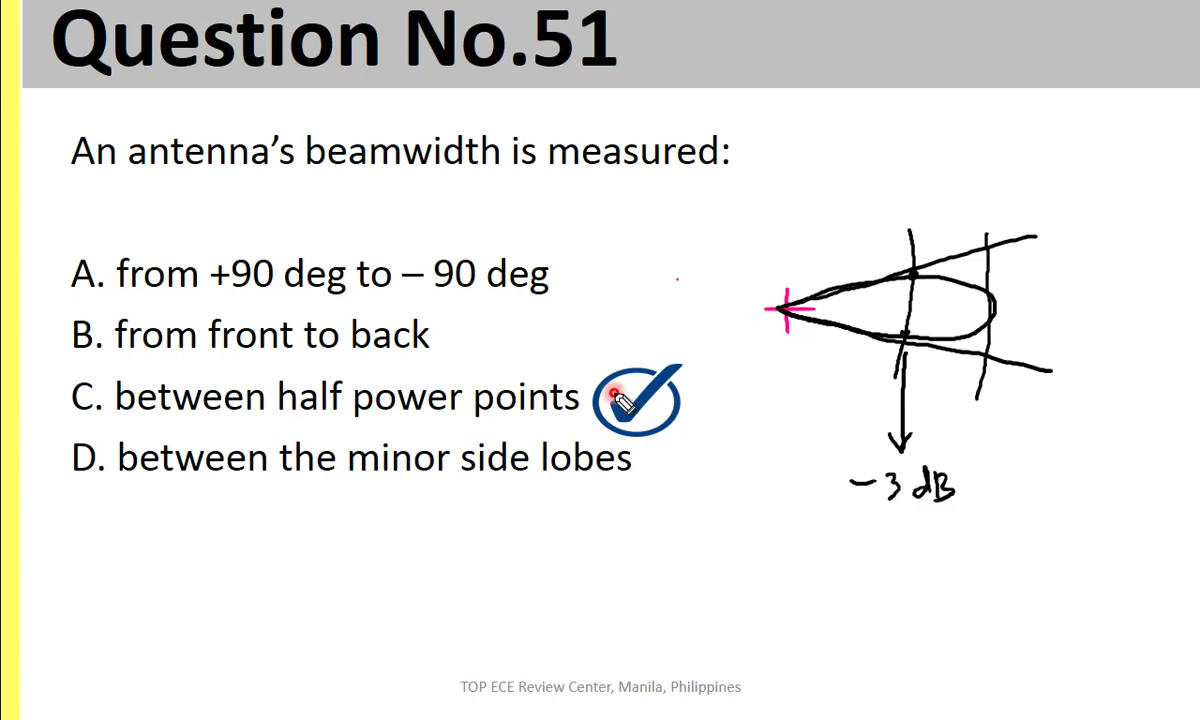 Question No.51
An antenna’s beamwidth is measured:
A. from +90 deg to – 90 deg
B. from front to back
C. between half power points
D. between the minor side lobes
-3 dB
TOP ECE Review Center, Manila, Philippines